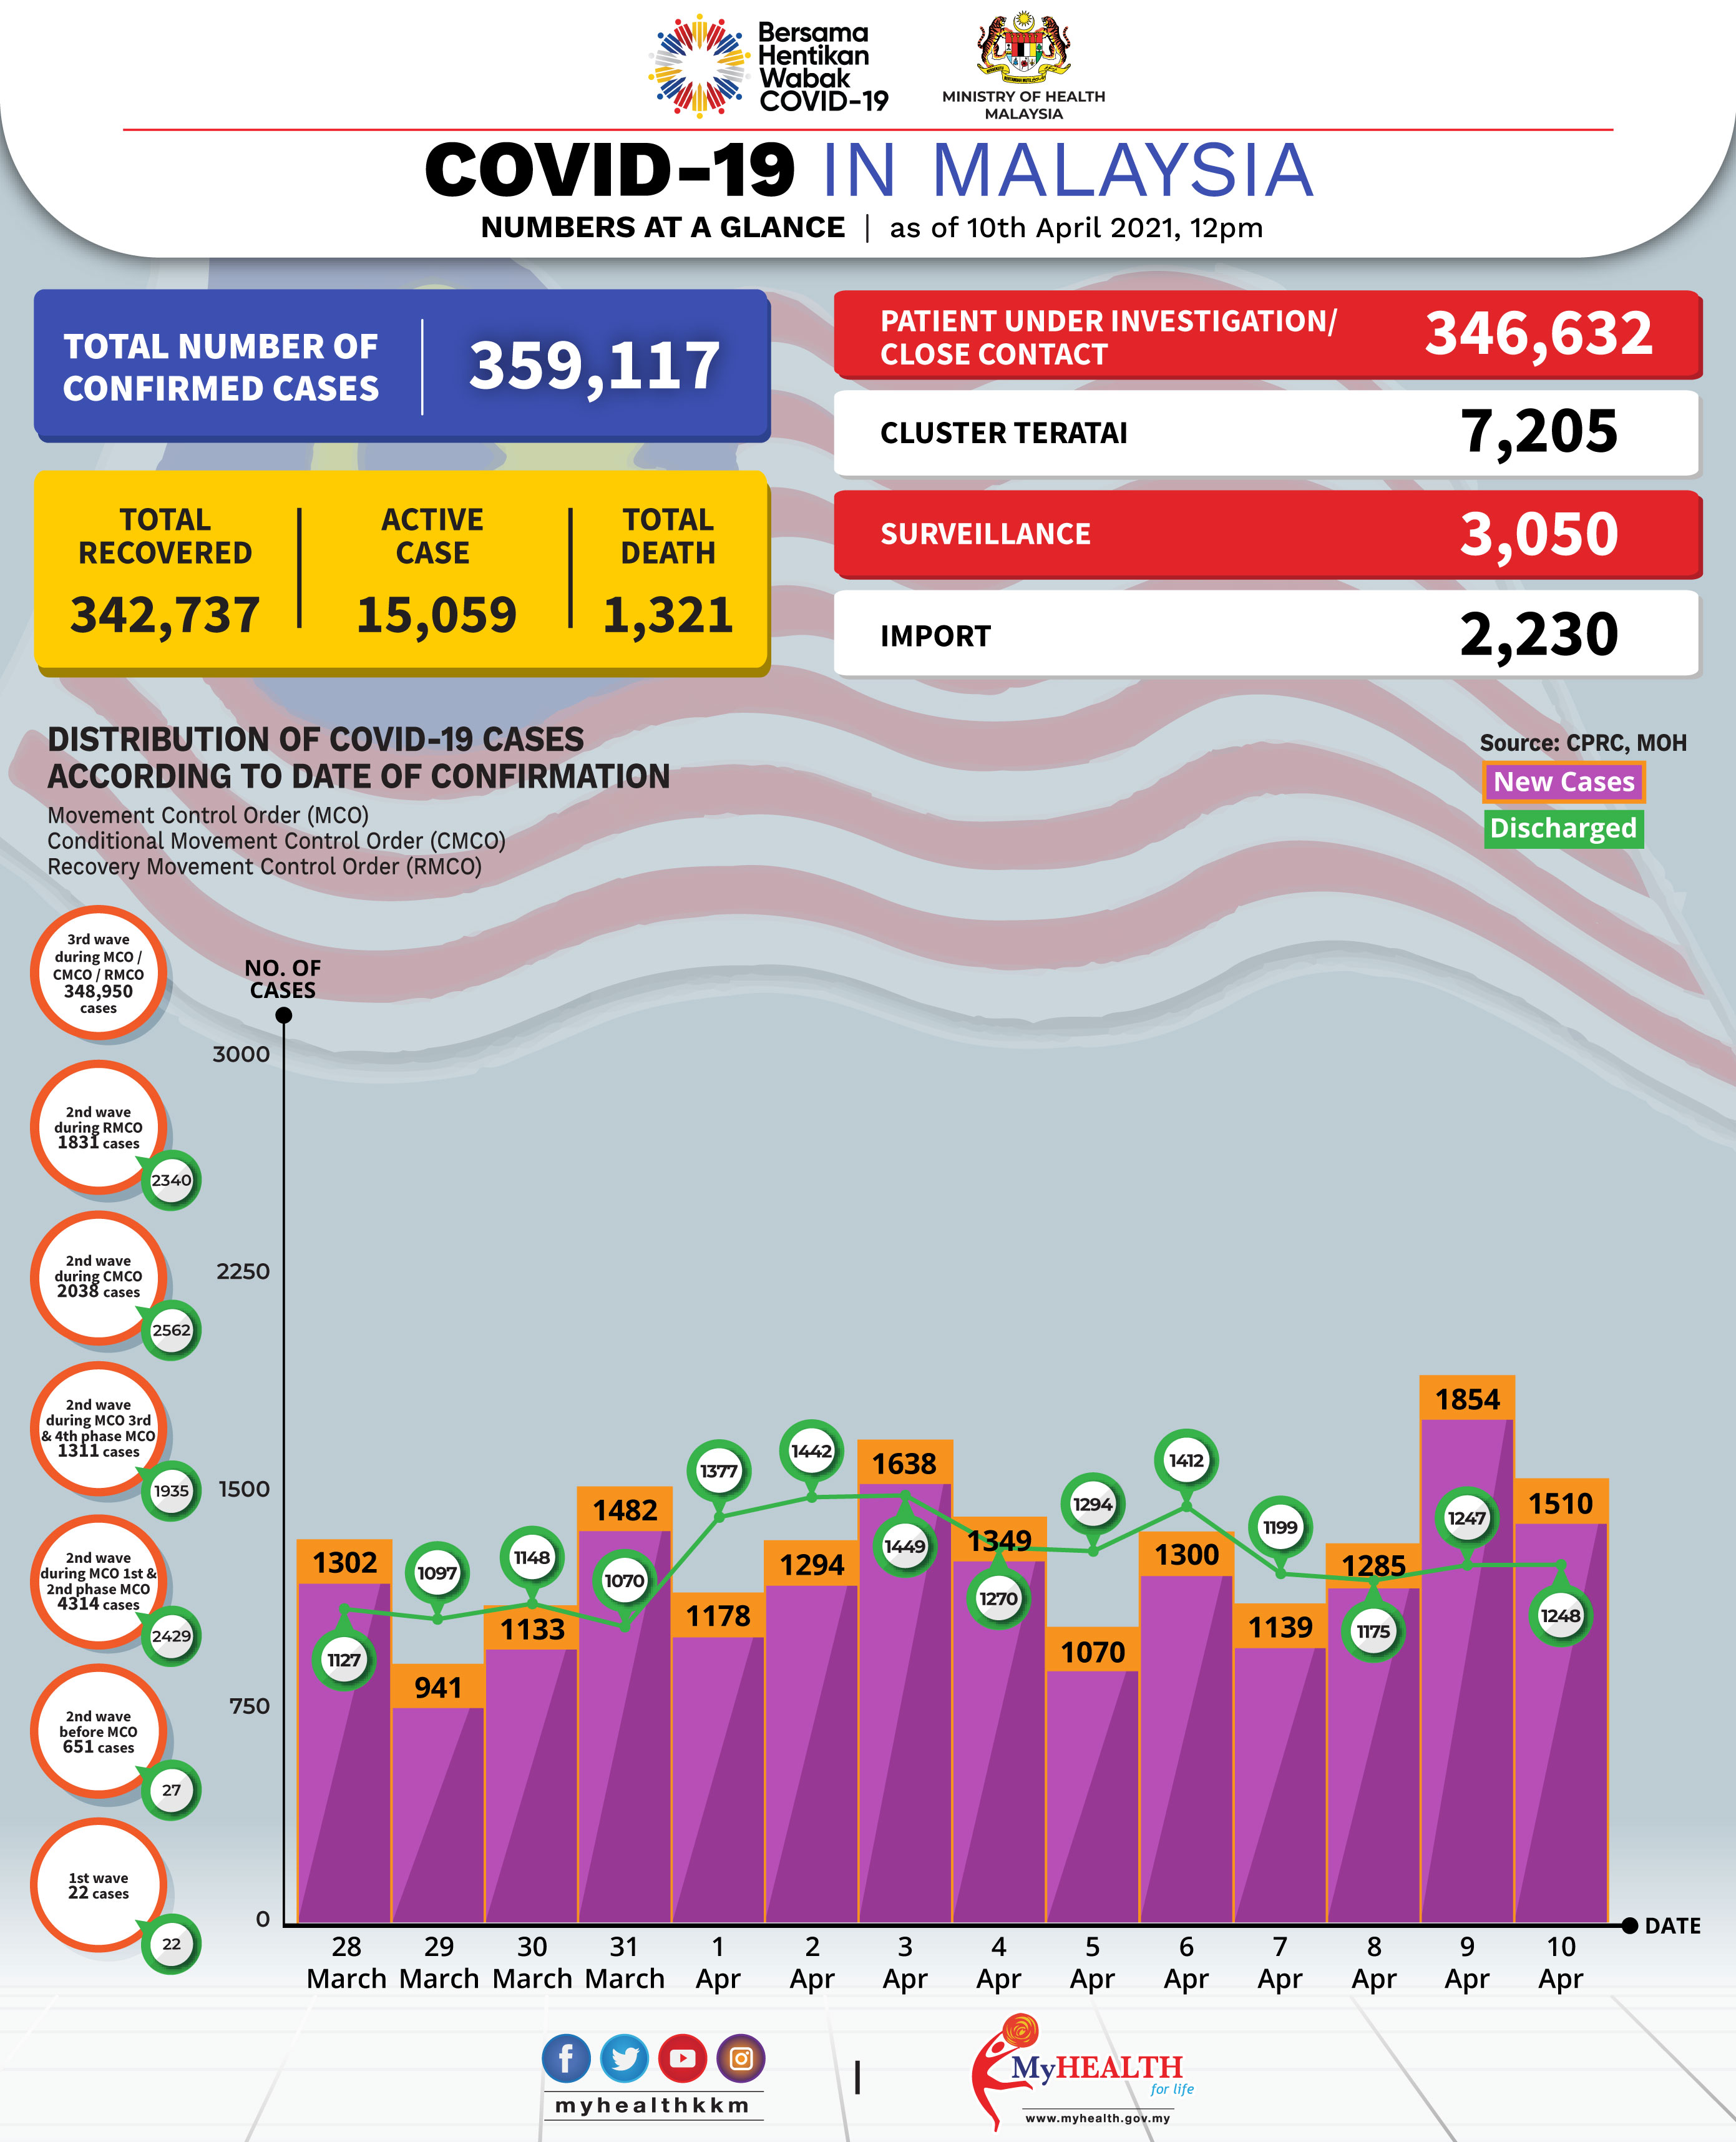 Bersama
Hentikan
Wabak
COVID-19
MINISTRY OF HEALTH
MALAYSIA
COVID-19 IN MALAYSIA
NUMBERS AT A GLANCE | as of 10th April 2021, 12pm
TOTAL NUMBER OF
CONFIRMED CASES
359,117
TOTAL
RECOVERED
342,737
ACTIVE
CASE
15,059
TOTAL
DEATH
1,321
PATIENT UNDER INVESTIGATION/
CLOSE CONTACT
346,632
CLUSTER TERATAI
7,205
SURVEILLANCE
3,050
IMPORT
2,230
DISTRIBUTION OF COVID-19 CASES
ACCORDING TO DATE OF CONFIRMATION
Movement Control Order (MCO)
Conditional Movement Control Order (CMCO)
Recovery Movement Control Order (RMCO)
Source: CPRC, MOH
New Cases
Discharged
3rd wave
during MCO /
CMCO / RMCO
348,950
cases
2nd wave
during RMCO
1831 cases
2340
2nd wave
during CMCO
2038 cases
2562
2nd wave
during MCO 3rd
& 4th phase MCO
1311 cases
1935
2nd wave
during MCO 1st &
2nd phase MCO
4314 cases
2429
2nd wave
before MCO
651 cases
27
1st wave
22 cases
22
NO. OF
CASES
3000
2250
1500
750
0
1302
941
1133
1482
1178
1294
1638
1349
1070
1300
1139
1285
1854
1510
1127
1097
1148
1070
1377
1442
1449
1270
1294
1412
1199
1175
1247
1248
28
March
29
March
30
March
31
March
1
Apr
2
Apr
3
Apr
4
Apr
5
Apr
6
Apr
7
Apr
8
Apr
9
Apr
10
Apr
DATE
myhealthkkm
MyHEALTH
for life
www.myhealth.gov.my